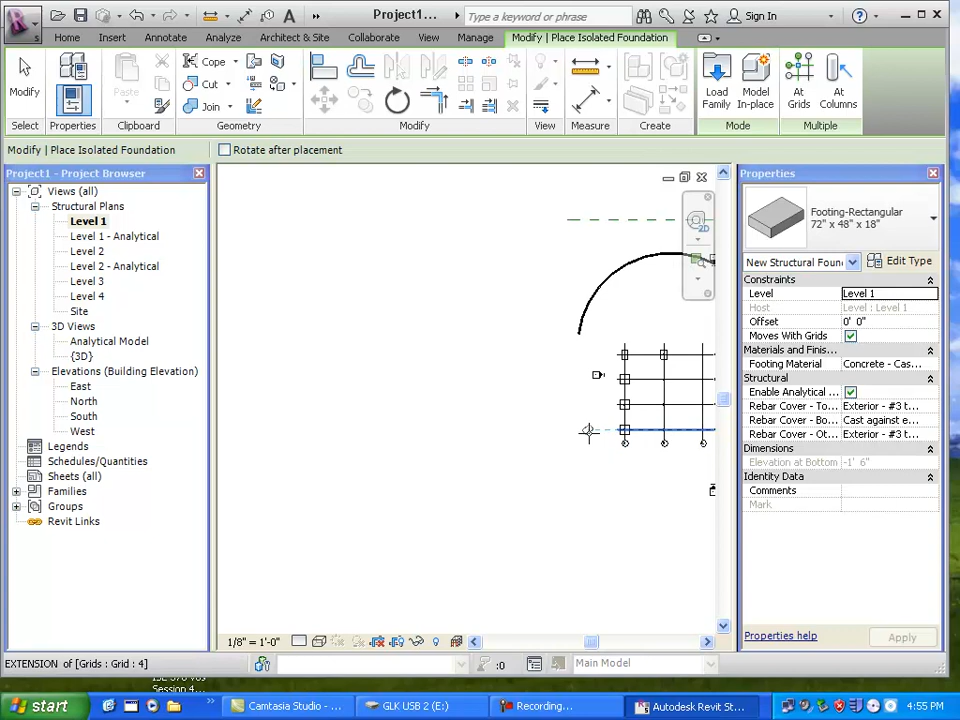 Project1...
Type a keyword or phrase
Sign In
Home
Insert
Annotate
Analyze
Architect & Site
Collaborate
View
Manage
Modify | Place Isolated Foundation
Modify
Paste
Cope
Cut
Join
Load Family
Model In-place
At Grids
At Columns
Select
Properties
Clipboard
Geometry
Modify
View
Measure
Create
Mode
Multiple
Modify | Place Isolated Foundation
Rotate after placement
Project1 - Project Browser
Views (all)
Structural Plans
Level 1
Level 1 - Analytical
Level 2
Level 2 - Analytical
Level 3
Level 4
Site
3D Views
Analytical Model
{3D}
Elevations (Building Elevation)
East
North
South
West
Legends
Schedules/Quantities
Sheets (all)
Families
Groups
Revit Links
2D
Properties
Footing-Rectangular
72" x 48" x 18"
New Structural Foun
Edit Type
Constraints
Level
Level 1
Host
Level : Level 1
Offset
0' 0"
Moves With Grids
Materials and Finis...
Footing Material
Concrete - Cas...
Structural
Enable Analytical ...
Rebar Cover - To...
Exterior - #3 t...
Rebar Cover - Bo...
Cast against e...
Rebar Cover - Ot...
Exterior - #3 t...
Dimensions
Elevation at Bottom
-1' 6"
Identity Data
Comments
Mark
Properties help
Apply
1/8" = 1'-0"
EXTENSION of [Grids : Grid : 4]
:0
Main Model
Session 4...
start
Camtasia Studio - ...
GLK USB 2 (E:)
Recording...
Autodesk Revit St...
4:55 PM